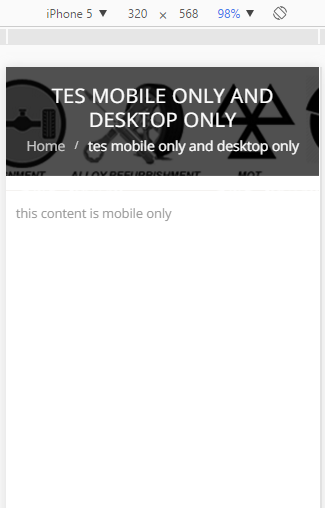 iPhone 5 ▼ 320 × 568 98% ▼
TES MOBILE ONLY AND
DESKTOP ONLY
Home / tes mobile only and desktop only
ALLOY REFURBISHMENT MOT
this content is mobile only